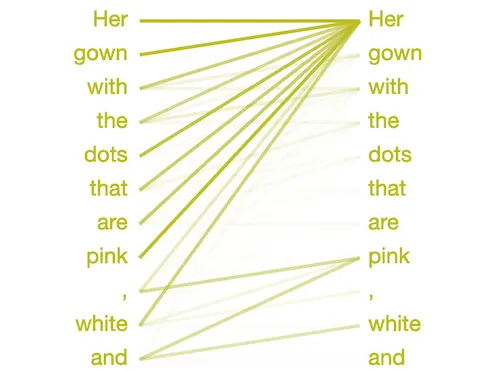 Her Her
gown gown
with with
the the
dots dots
that that
are are
pink pink
, ,
white white
and and